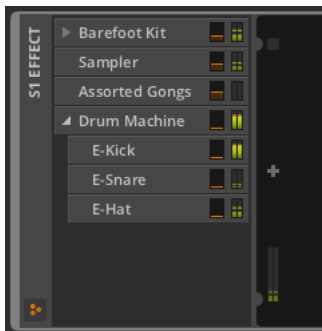 S1 EFFECT
Barefoot Kit
Sampler
Assorted Gongs
Drum Machine
E-Kick
E-Snare
E-Hat